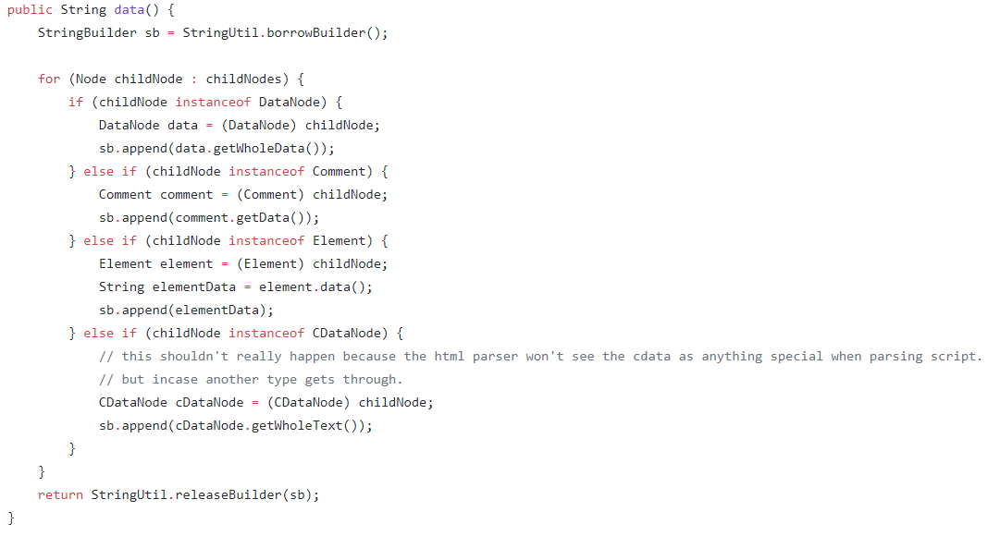 public String data() {
    StringBuilder sb = StringUtil.borrowBuilder();

    for (Node childNode : childNodes) {
        if (childNode instanceof DataNode) {
            DataNode data = (DataNode) childNode;
            sb.append(data.getWholeData());
        } else if (childNode instanceof Comment) {
            Comment comment = (Comment) childNode;
            sb.append(comment.getData());
        } else if (childNode instanceof Element) {
            Element element = (Element) childNode;
            String elementData = element.data();
            sb.append(elementData);
        } else if (childNode instanceof CDataNode) {
            // this shouldn't really happen because the html parser won't see the cdata as anything special when parsing script.
            // but incase another type gets through.
            CDataNode cDataNode = (CDataNode) childNode;
            sb.append(cDataNode.getWholeText());
        }
    }
    return StringUtil.releaseBuilder(sb);
}